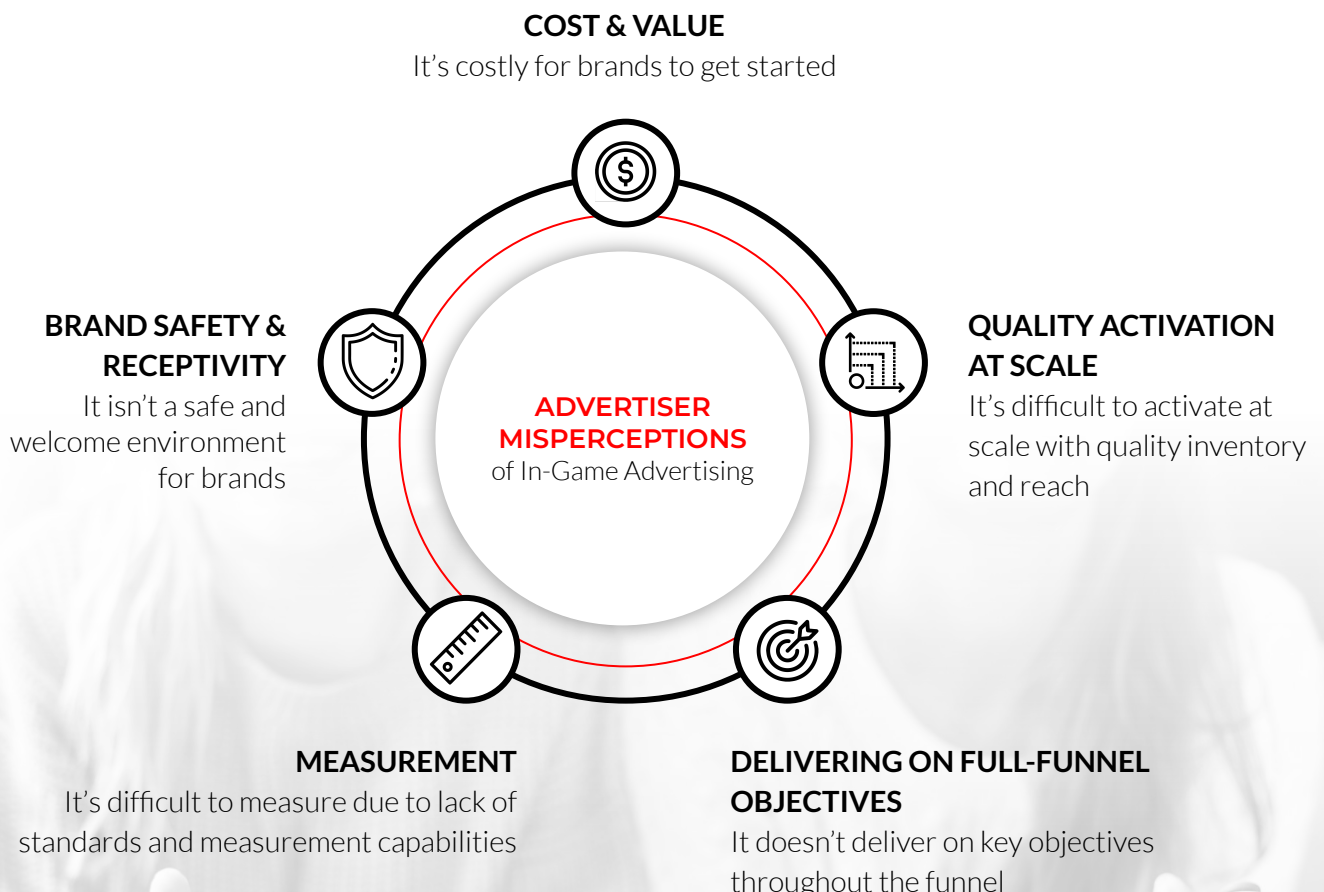 COST & VALUE
It’s costly for brands to get started
$
BRAND SAFETY &
RECEPTIVITY
It isn’t a safe and
welcome environment
for brands
ADVERTISER
MISPERCEPTIONS
of In-Game Advertising
QUALITY ACTIVATION
AT SCALE
It’s difficult to activate at
scale with quality inventory
and reach
MEASUREMENT
It’s difficult to measure due to lack of
standards and measurement capabilities
DELIVERING ON FULL-FUNNEL
OBJECTIVES
It doesn’t deliver on key objectives
throughout the funnel